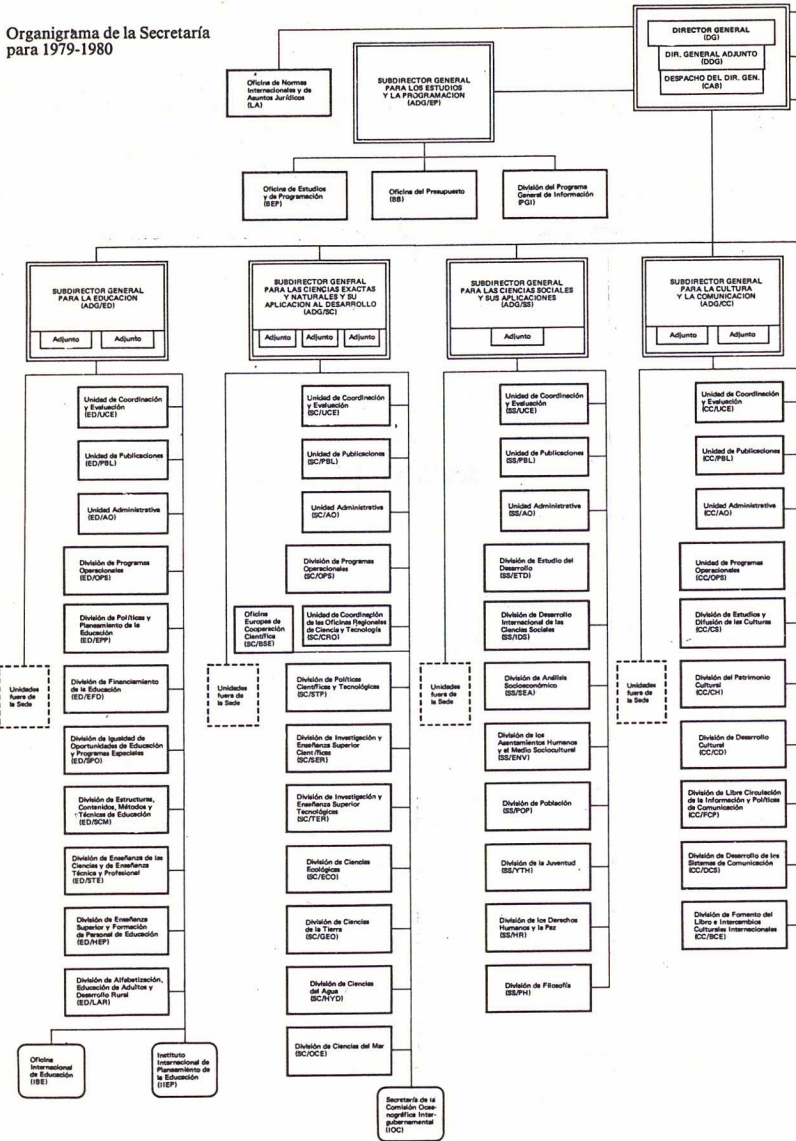 Organigrama de la Secretaría
para 1979-1980
DIRECTOR GENERAL
(DG)
DIR. GENERAL ADJUNTO
(DDG)
DESPACHO DEL DIR. GEN.
(CAB)
Oficina de Normas
Internacionales y de
Asuntos Jurídicos
(LA)
SUBDIRECTOR GENERAL
PARA LOS ESTUDIOS
Y LA PROGRAMACION
(ADG/EP)
Oficina de Estudios
y de Programación
(BEP)
Oficina del Presupuesto
(BB)
División del Programa
General de Información
(PGI)
SUBDIRECTOR GENERAL
PARA LA EDUCACION
(ADG/ED)
Adjunto
Adjunto
Unidad de Coordinación
y Evaluación
(ED/UCE)
Unidad de Publicaciones
(ED/PBL)
Unidad Administrativa
(ED/AO)
División de Programas
Operacionales
(ED/OPS)
División de Políticas y
Planeamiento de la
Educación
(ED/EPP)
Unidades
fuera de
la Sede
División de Financiamiento
de la Educación
(ED/EFD)
División de Igualdad de
Oportunidades de Educación
y Programas Especiales
(ED/SPO)
División de Estructuras,
Contenidos, Métodos y
Técnicas de Educación
(ED/SCM)
División de Enseñanza de las
Ciencias y de Enseñanza
Técnica y Profesional
(ED/STE)
División de Enseñanza
Superior y Formación
de Personal de Educación
(ED/HEP)
División de Alfabetización,
Educación de Adultos y
Desarrollo Rural
(ED/LAR)
Oficina
Internacional
de Educación
(IBE)
Instituto
Internacional de
Planeamiento de
la Educación
(IIEP)
SUBDIRECTOR GENERAL
PARA LAS CIENCIAS EXACTAS
Y NATURALES Y SU
APLICACION AL DESARROLLO
(ADG/SC)
Adjunto
Adjunto
Adjunto
Unidad de Coordinación
y Evaluación
(SC/UCE)
Unidad de Publicaciones
(SC/PBL)
Unidad Administrativa
(SC/AO)
División de Programas
Operacionales
(SC/OPS)
Oficina
Europea de
Cooperación
Científica
(SC/BSE)
Unidad de Coordinación
de las Oficinas Regionales
de Ciencia y Tecnología
(SC/CRO)
Unidades
fuera de
la Sede
División de Políticas
Científicas y Tecnológicas
(SC/STP)
División de Investigación y
Enseñanza Superior
Científicas
(SC/SER)
División de Investigación y
Enseñanza Superior
Tecnológicas
(SC/TER)
División de Ciencias
Ecológicas
(SC/ECO)
División de Ciencias
de la Tierra
(SC/GEO)
División de Ciencias
del Agua
(SC/HYD)
División de Ciencias del Mar
(SC/OCE)
Secretaría de la
Comisión Ocea-
nográfica Inter-
gubernamental
(IOC)
SUBDIRECTOR GENERAL
PARA LAS CIENCIAS SOCIALES
Y SUS APLICACIONES
(ADG/SS)
Adjunto
Unidad de Coordinación
y Evaluación
(SS/UCE)
Unidad de Publicaciones
(SS/PBL)
Unidad Administrativa
(SS/AO)
División de Estudio del
Desarrollo
(SS/ETD)
División de Desarrollo
Internacional de las
Ciencias Sociales
(SS/IDS)
Unidades
fuera de
la Sede
División de Análisis
Socioeconómico
(SS/SEA)
División de los
Asentamientos Humanos
y el Medio Sociocultural
(SS/ENV)
División de Población
(SS/POP)
División de la Juventud
(SS/YTH)
División de los Derechos
Humanos y la Paz
(SS/HR)
División de Filosofía
(SS/PH)
SUBDIRECTOR GENERAL
PARA LA CULTURA
Y LA COMUNICACION
(ADG/CC)
Adjunto
Adjunto
Unidad de Coordinación
y Evaluación
(CC/UCE)
Unidad de Publicaciones
(CC/PBL)
Unidad Administrativa
(CC/AO)
Unidad de Programas
Operacionales
(CC/OPS)
División de Estudios y
Difusión de las Culturas
(CC/CS)
Unidades
fuera de
la Sede
División del Patrimonio
Cultural
(CC/CH)
División de Desarrollo
Cultural
(CC/CD)
División de Libre Circulación
de la Información y Políticas
de Comunicación
(CC/FCP)
División de Desarrollo de los
Sistemas de Comunicación
(CC/DCS)
División de Fomento del
Libro e Intercambios
Culturales Internacionales
(CC/BCE)